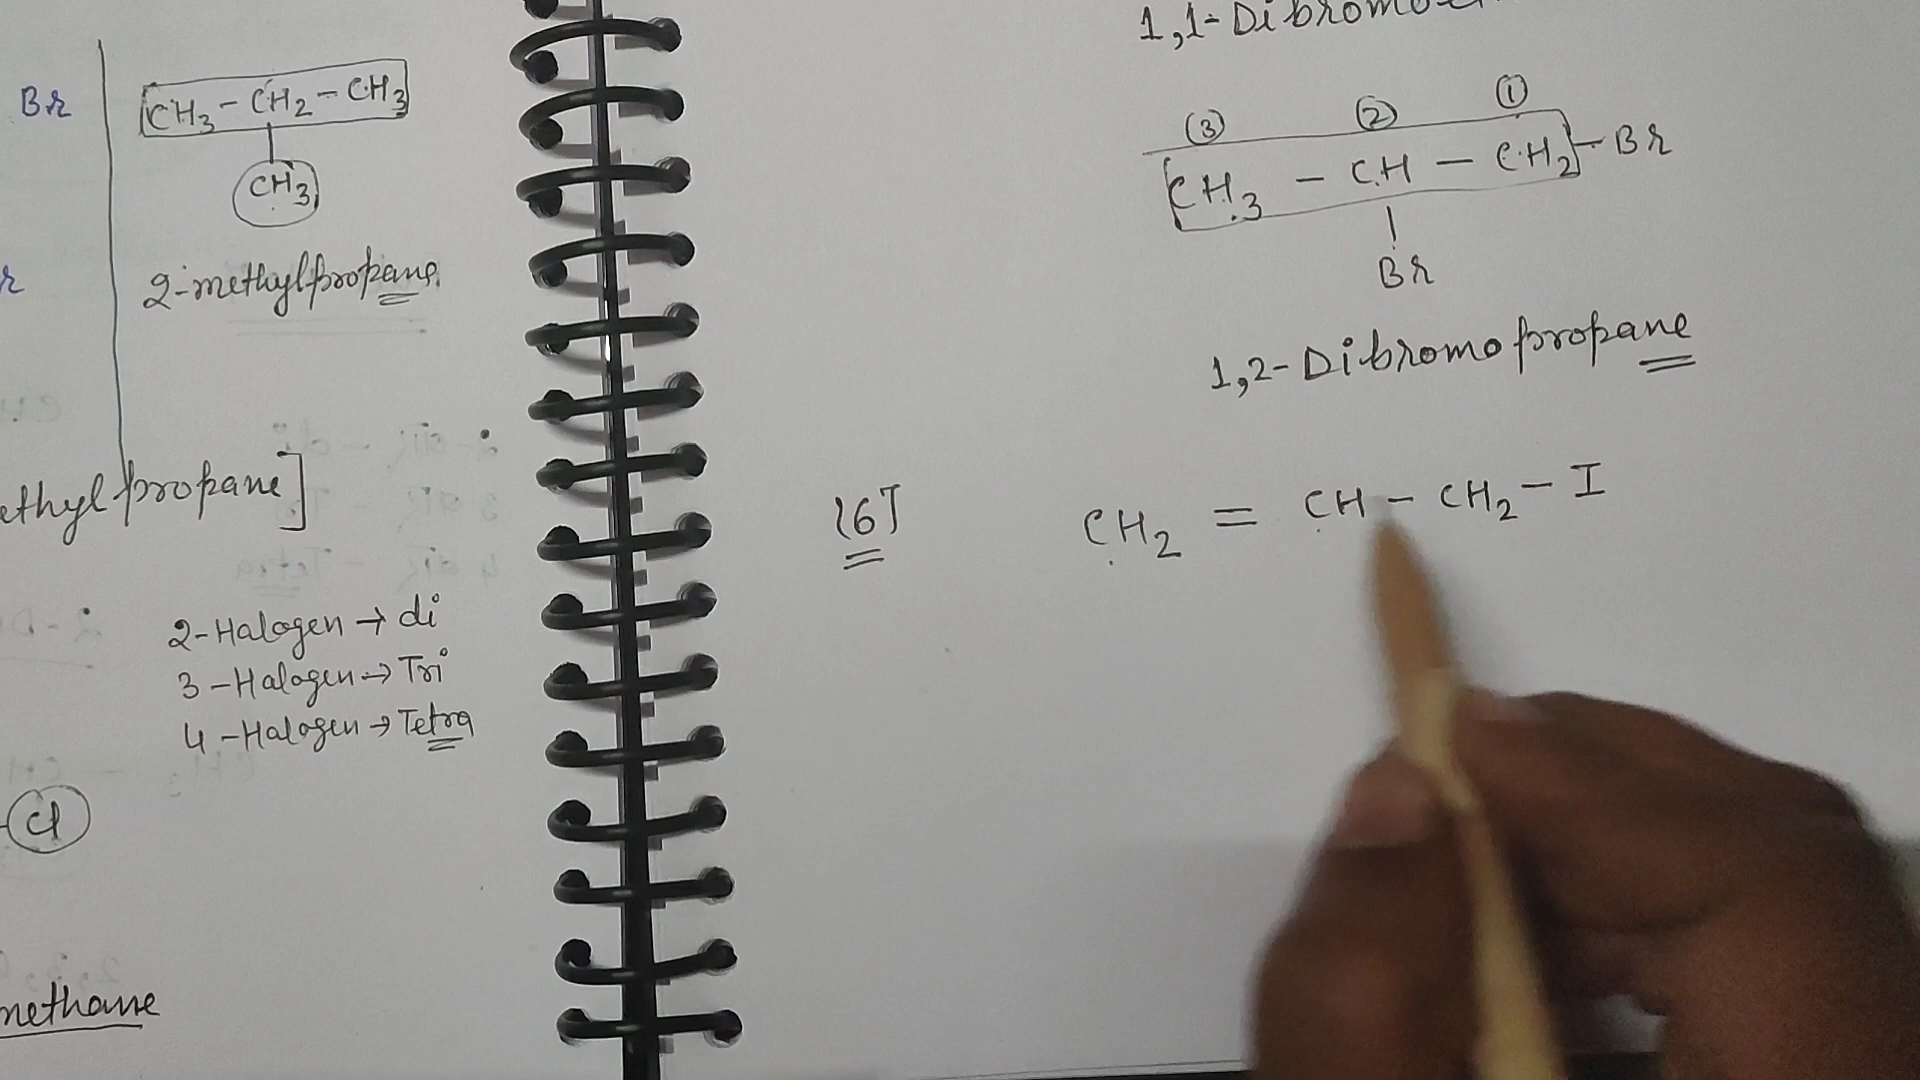 Br
CH3 - CH2 - CH3
CH3
2-methylpropane
ethyl propane]
2-Halogen → di
3-Halogen → Tri
4-Halogen → Tetra
Cl
methane
1,1-Dibromo
(3) (2) (1)
CH3 - CH - CH2 - Br
Br
1,2-Dibromopropane
(6) CH2 = CH - CH2 - I